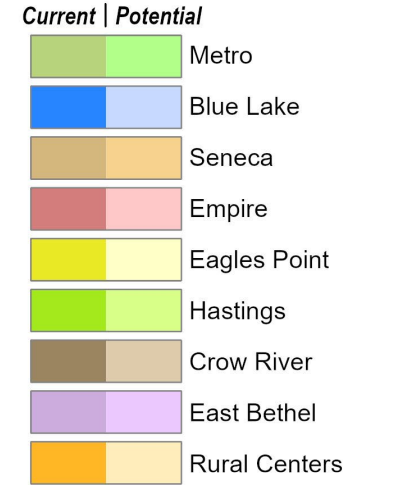 Current | Potential
Metro
Blue Lake
Seneca
Empire
Eagles Point
Hastings
Crow River
East Bethel
Rural Centers